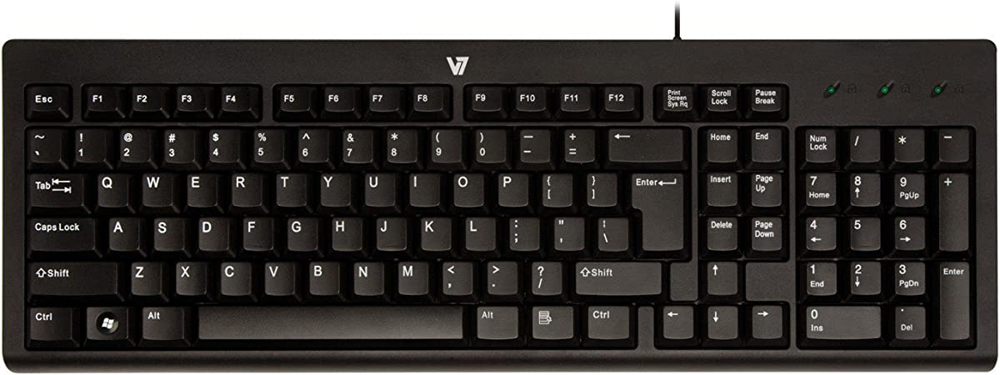 V7
Esc F1 F2 F3 F4 F5 F6 F7 F8 F9 F10 F11 F12 Print Screen Sys Rq Scroll Lock Pause Break
~ ! @ # $ % ^ & * ( ) — + ← Home End Num Lock / * −
、 1 2 3 4 5 6 7 8 9 0 – =
Tab Q W E R T Y U I O P { [ } ] Enter Insert Page Up 7 Home 8 ↑ 9 PgUp +
Caps Lock A S D F G H J K L : ; " , ¦ \ Delete Page Down 4 ← 5 6 →
⇧Shift Z X C V B N M < , > . ? / ⇧Shift ↑ 1 End 2 ↓ 3 PgDn Enter
Ctrl Alt Alt Ctrl ← ↓ → 0 Ins . Del